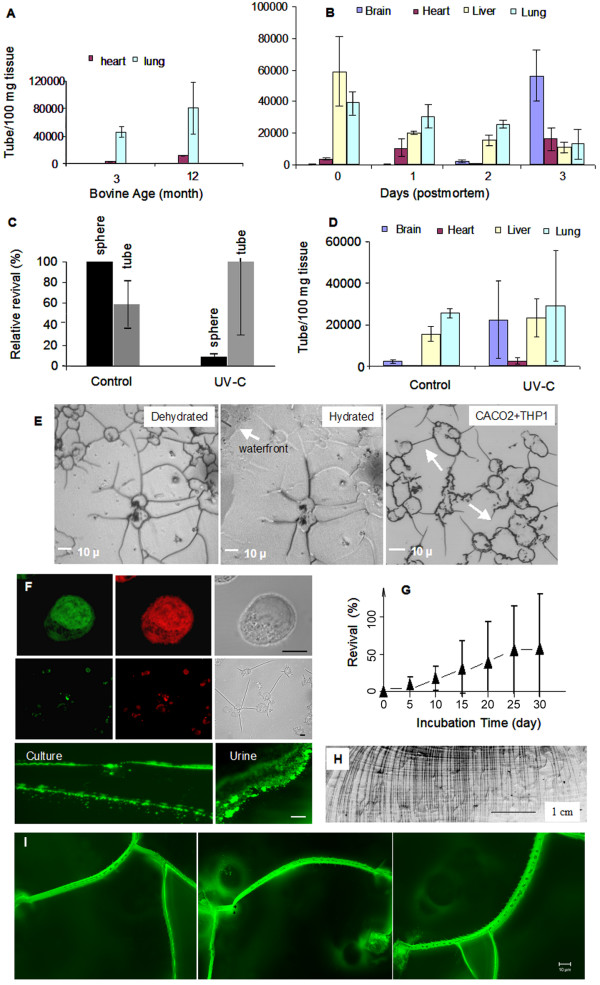 A
heart lung
Tube/100 mg tissue
120000
80000
40000
0
3 12
Bovine Age (month)
B
Brain Heart Liver Lung
100000
80000
60000
40000
20000
0
0 1 2 3
Days (postmortem)
C
Relative revival (%)
100
80
60
40
20
0
sphere
tube
sphere
tube
Control UV-C
D
Brain Heart Liver Lung
Tube/100 mg tissue
60000
40000
20000
0
Control UV-C
E
Dehydrated
10 µ
Hydrated
waterfront
10 µ
CACO2+THP1
10 µ
F
Culture
Urine
G
Revival (%)
100
50
0
0 5 10 15 20 25 30
Incubation Time (day)
H
1 cm
I
10 µm